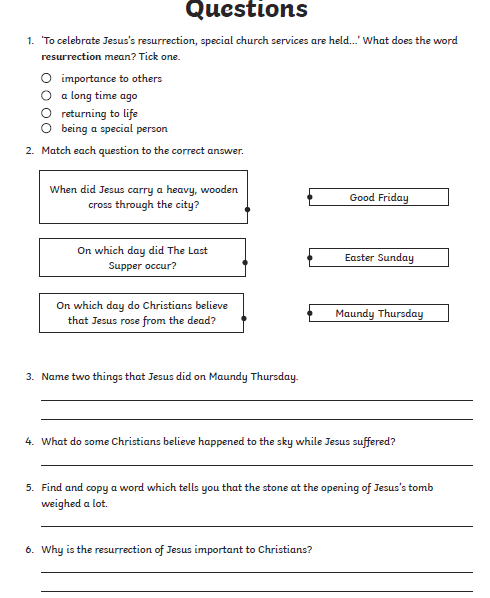 Questions
1. 'To celebrate Jesus's resurrection, special church services are held...' What does the word
resurrection mean? Tick one.
importance to others
a long time ago
returning to life
being a special person
2. Match each question to the correct answer.
When did Jesus carry a heavy, wooden
cross through the city?
Good Friday
On which day did The Last
Supper occur?
Easter Sunday
On which day do Christians believe
that Jesus rose from the dead?
Maundy Thursday
3. Name two things that Jesus did on Maundy Thursday.
4. What do some Christians believe happened to the sky while Jesus suffered?
5. Find and copy a word which tells you that the stone at the opening of Jesus's tomb
weighed a lot.
6. Why is the resurrection of Jesus important to Christians?